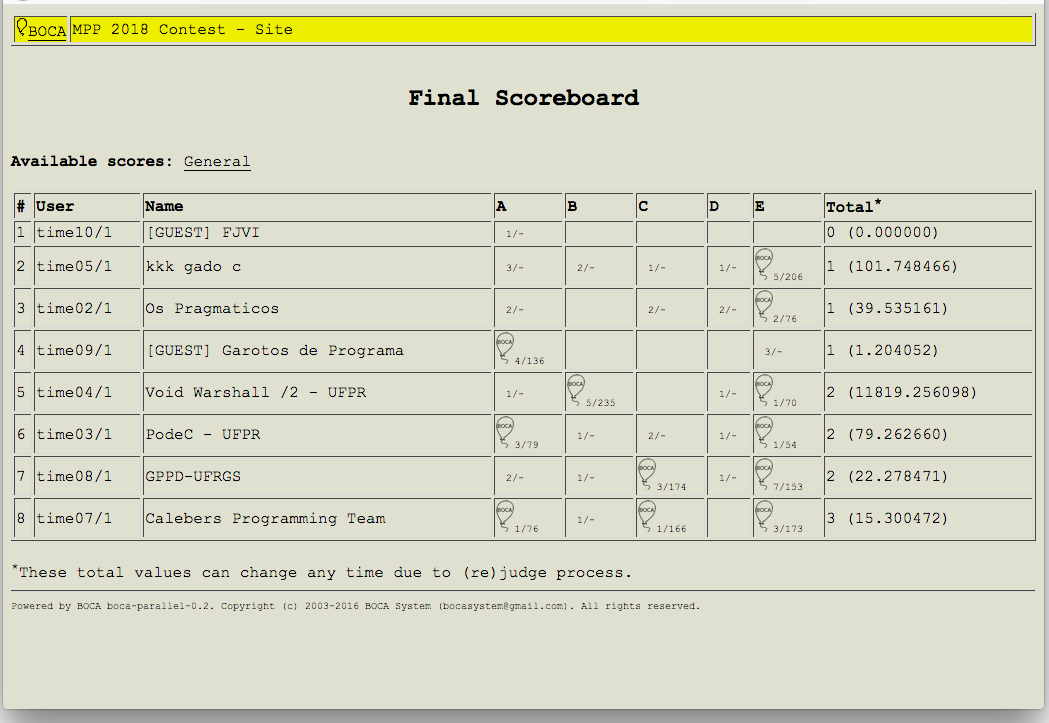 BOCA MPP 2018 Contest - Site
Final Scoreboard
Available scores: General
# User Name A B C D E Total*
1 time10/1 [GUEST] FJVI 1/- 0 (0.000000)
2 time05/1 kkk gado c 3/- 2/- 1/- 1/- BOCA 5/206 1 (101.748466)
3 time02/1 Os Pragmaticos 2/- 2/- 2/- BOCA 2/76 1 (39.535161)
4 time09/1 [GUEST] Garotos de Programa BOCA 4/136 3/- 1 (1.204052)
5 time04/1 Void Warshall /2 - UFPR 1/- BOCA 5/235 1/- BOCA 1/70 2 (11819.256098)
6 time03/1 PodeC - UFPR BOCA 3/79 1/- 2/- 1/- BOCA 1/54 2 (79.262660)
7 time08/1 GPPD-UFRGS 2/- 1/- BOCA 3/174 1/- BOCA 7/153 2 (22.278471)
8 time07/1 Calebers Programming Team BOCA 1/76 1/- BOCA 1/166 BOCA 3/173 3 (15.300472)
*These total values can change any time due to (re)judge process.
Powered by BOCA boca-parallel-0.2. Copyright (c) 2003-2016 BOCA System (bocasystem@gmail.com). All rights reserved.